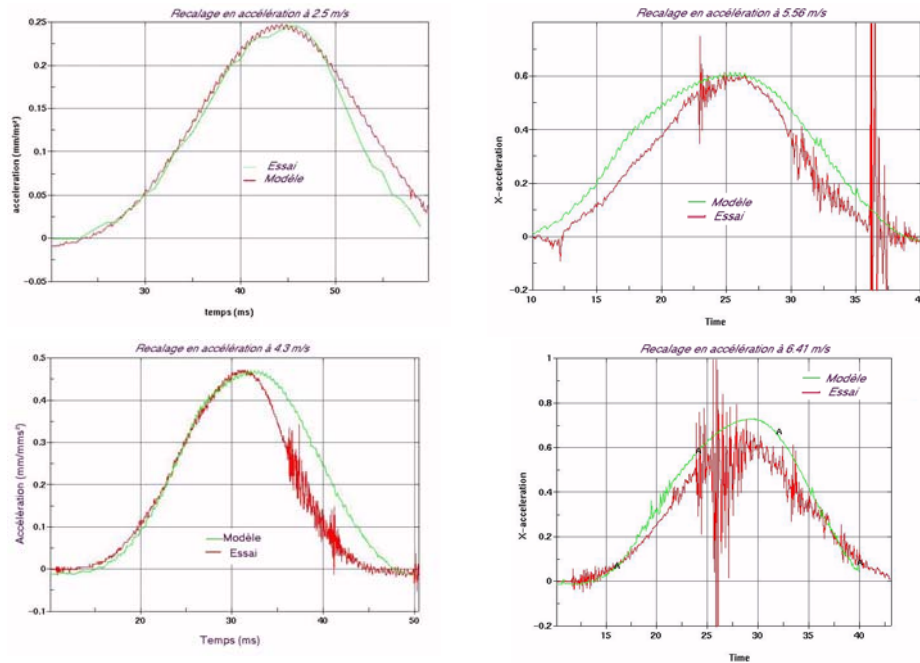 Recalage en accélération à 2.5 m/s
0.25
0.2
0.15
0.1
0.05
0
−0.05
30
40
50
acceleration (mm/ms²)
temps (ms)
Essai
Modèle
Recalage en accélération à 5.56 m/s
0.6
0.4
0.2
0
−0.2
10
15
20
25
30
35
40
X−acceleration
Time
Modèle
Essai
Recalage en accélération à 4.3 m/s
0.5
0.4
0.3
0.2
0.1
0
−0.1
20
30
40
50
Accélération (mm/ms²)
Temps (ms)
Modèle
Essai
Recalage en accélération à 6.41 m/s
1
0.8
0.6
0.4
0.2
0
−0.2
15
20
25
30
35
40
X−acceleration
Time
Modèle
Essai
A
A
A
A